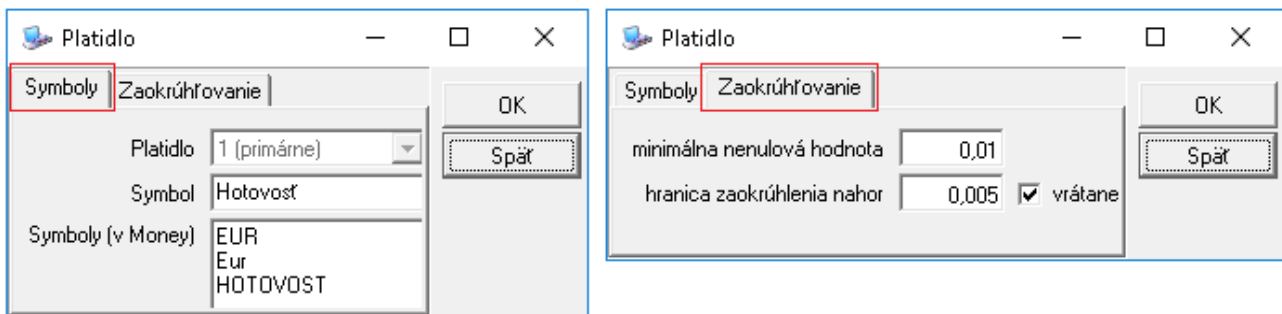 Platidlo
Symboly
Zaokrúhľovanie
Platidlo
1 (primárne)
Symbol
Hotovosť
Symboly (v Money)
EUR
Eur
HOTOVOST
OK
Späť
Platidlo
Symboly
Zaokrúhľovanie
minimálna nenulová hodnota
0,01
hranica zaokrúhlenia nahor
0,005
vrátane
OK
Späť